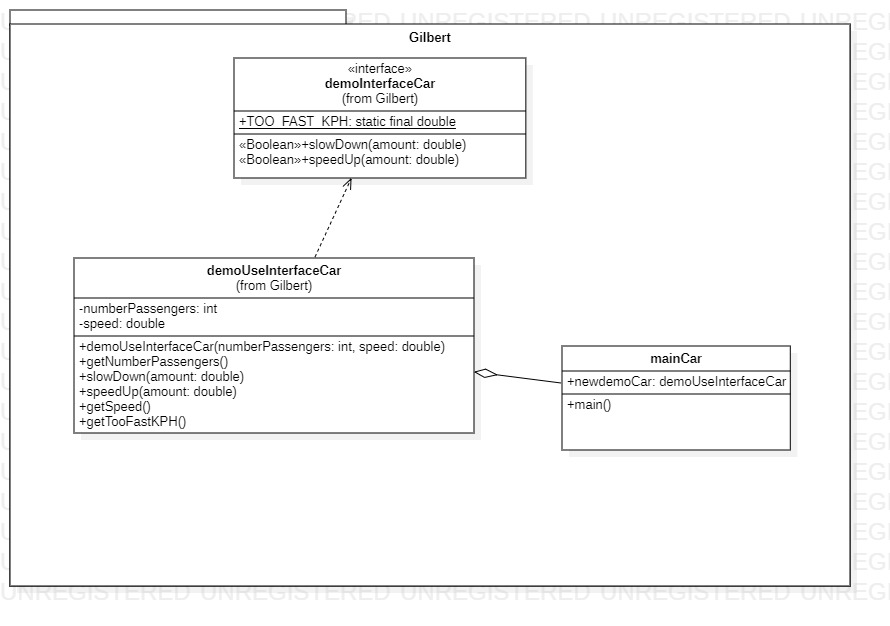 UNREGISTERED UNREGISTERED UNREGISTERED
Gilbert
«interface»
demoInterfaceCar
(from Gilbert)
+TOO_FAST_KPH: static final double
«Boolean»+slowDown(amount: double)
«Boolean»+speedUp(amount: double)
demoUseInterfaceCar
(from Gilbert)
-numberPassengers: int
-speed: double
+demoUseInterfaceCar(numberPassengers: int, speed: double)
+getNumberPassengers()
+slowDown(amount: double)
+speedUp(amount: double)
+getSpeed()
+getTooFastKPH()
mainCar
+newdemoCar: demoUseInterfaceCar
+main()
UNREGISTERED UNREGISTERED UNREGISTERED UNREGISTERED